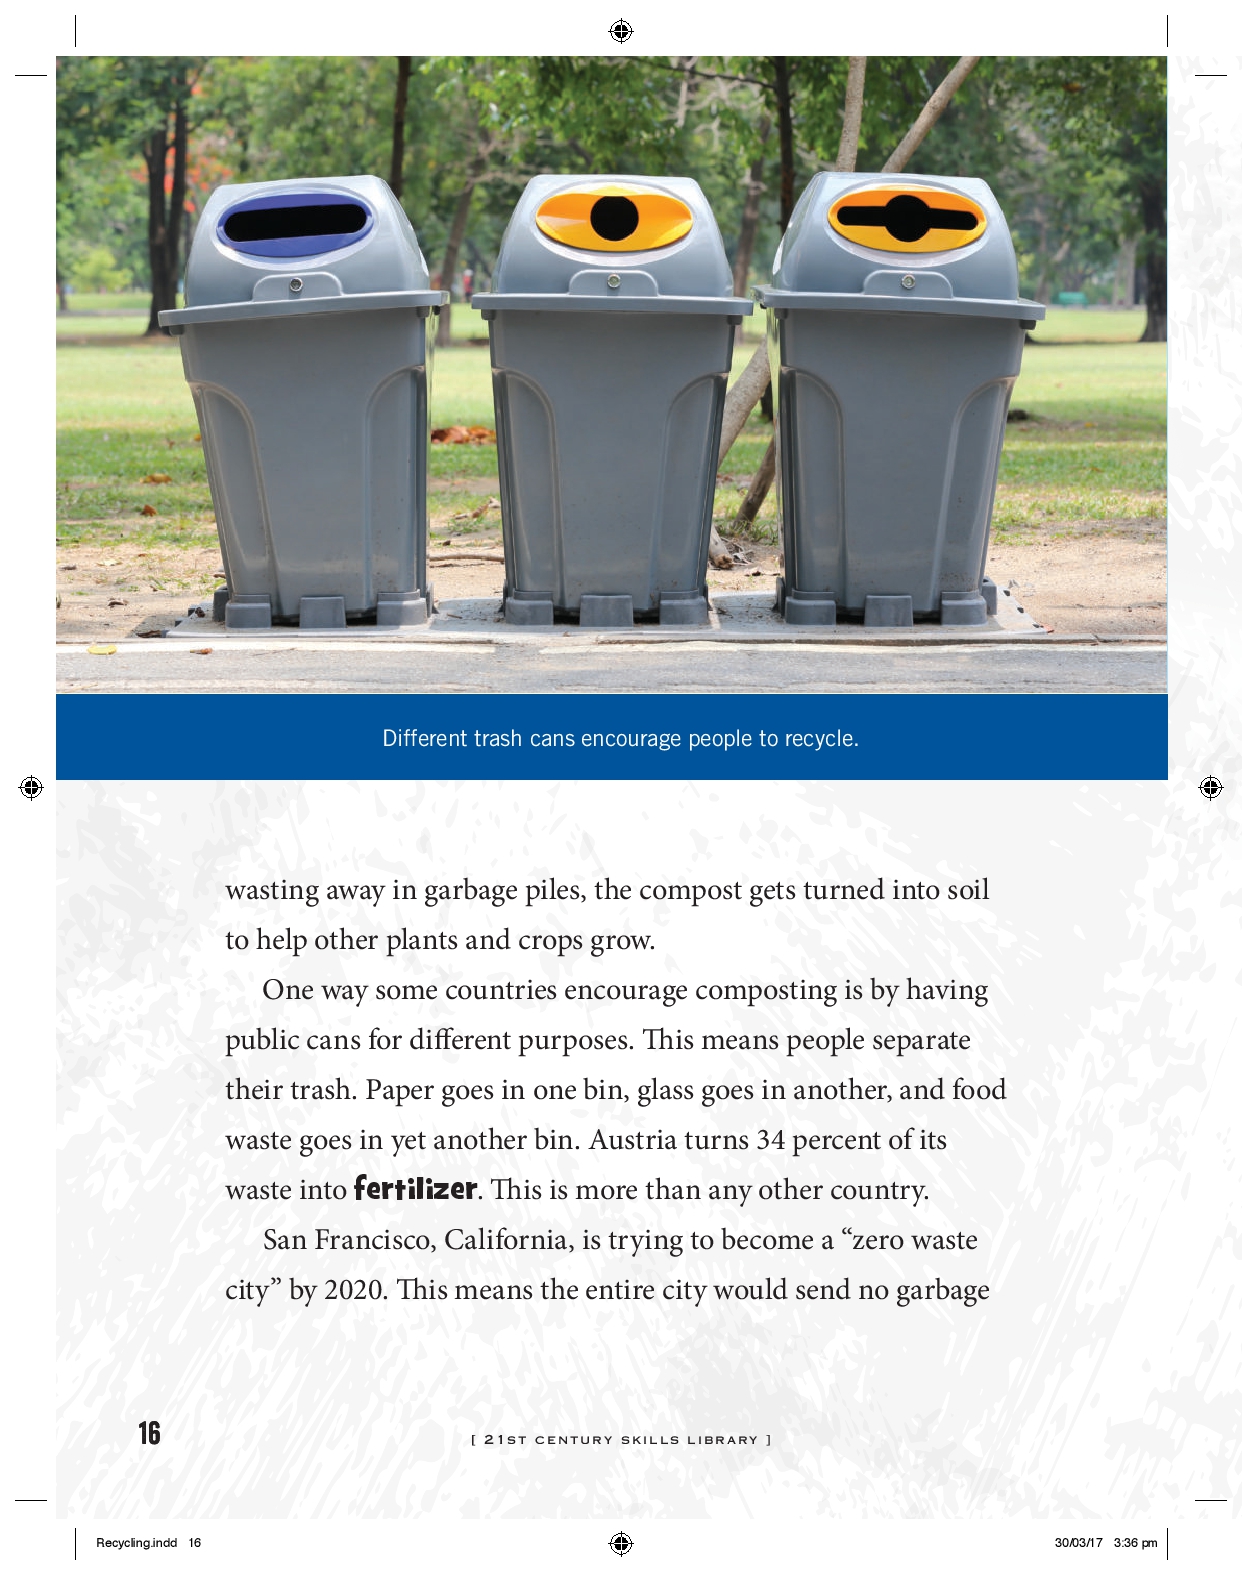 Different trash cans encourage people to recycle.
wasting away in garbage piles, the compost gets turned into soil
to help other plants and crops grow.
One way some countries encourage composting is by having
public cans for different purposes. This means people separate
their trash. Paper goes in one bin, glass goes in another, and food
waste goes in yet another bin. Austria turns 34 percent of its
waste into fertilizer. This is more than any other country.
San Francisco, California, is trying to become a “zero waste
city” by 2020. This means the entire city would send no garbage
16
[ 21ST CENTURY SKILLS LIBRARY ]
Recycling.indd 16
30/03/17 3:36 pm